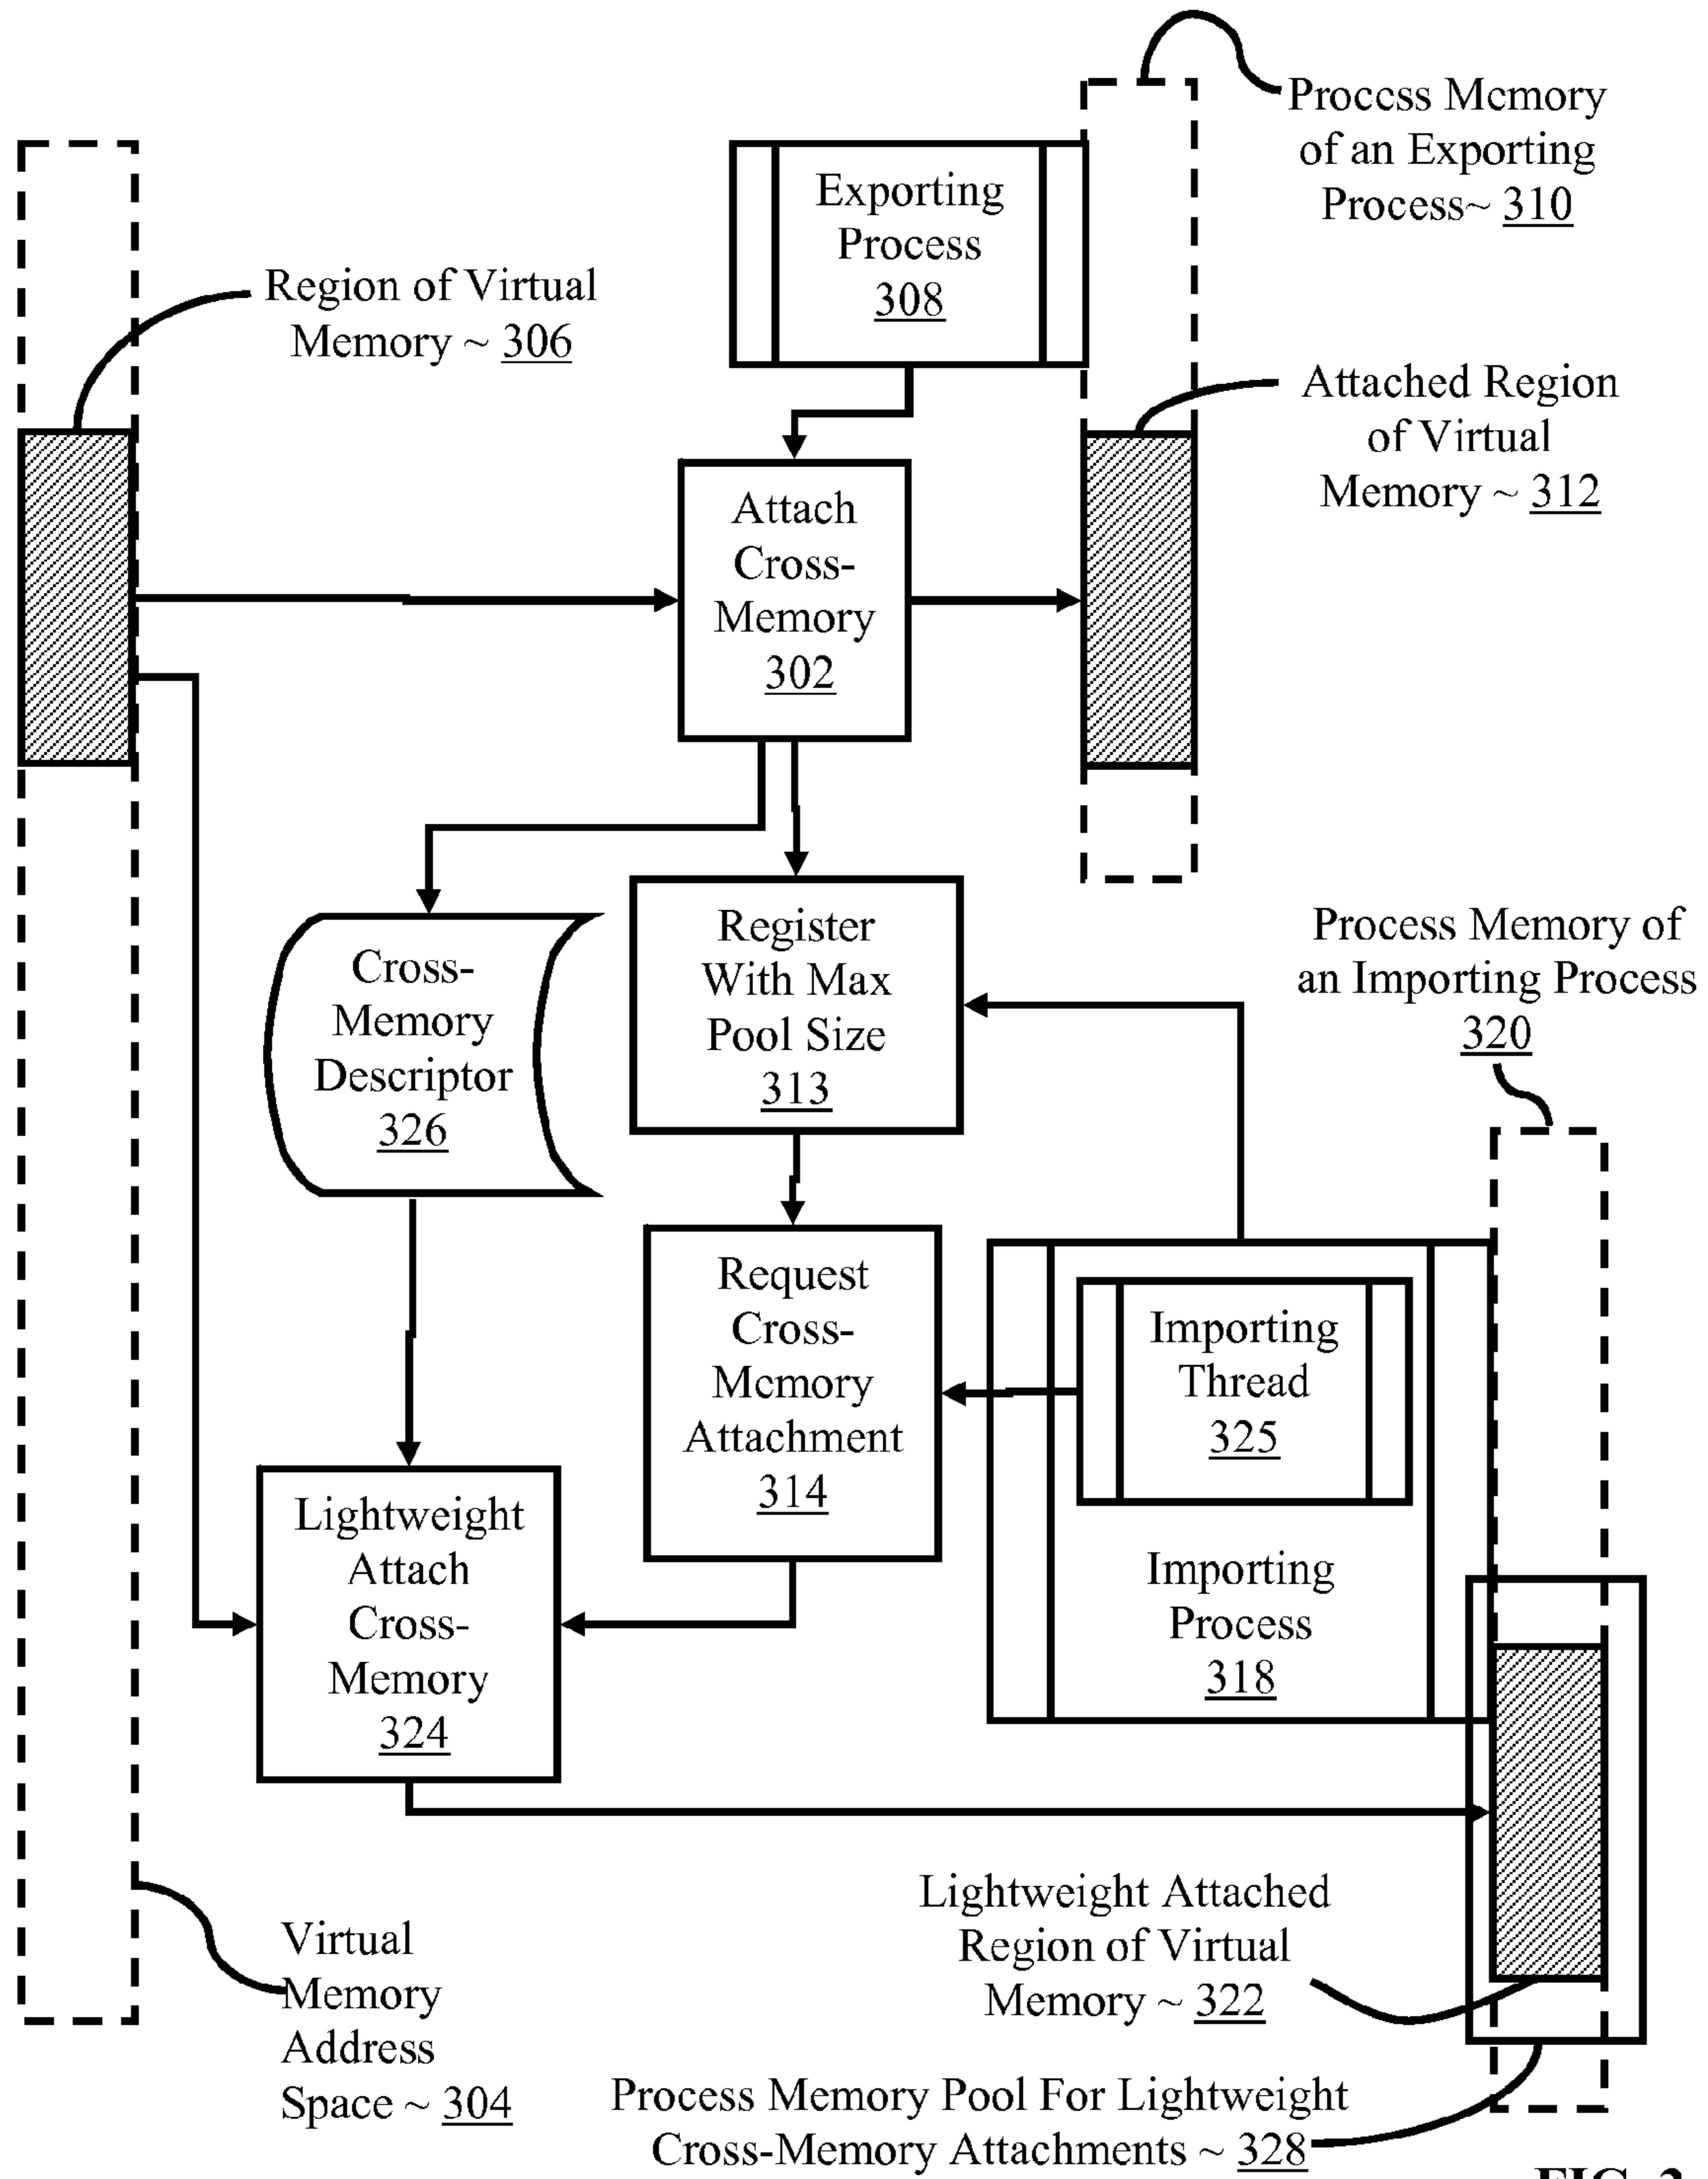 Process Memory
of an Exporting
Process~ 310
Exporting
Process
308
Region of Virtual
Memory ~ 306
Attached Region
of Virtual
Memory ~ 312
Attach
Cross-
Memory
302
Register
With Max
Pool Size
313
Cross-
Memory
Descriptor
326
Process Memory of
an Importing Process
320
Request
Cross-
Memory
Attachment
314
Importing
Thread
325
Importing
Process
318
Lightweight
Attach
Cross-
Memory
324
Lightweight Attached
Region of Virtual
Memory ~ 322
Virtual
Memory
Address
Space ~ 304
Process Memory Pool For Lightweight
Cross-Memory Attachments ~ 328